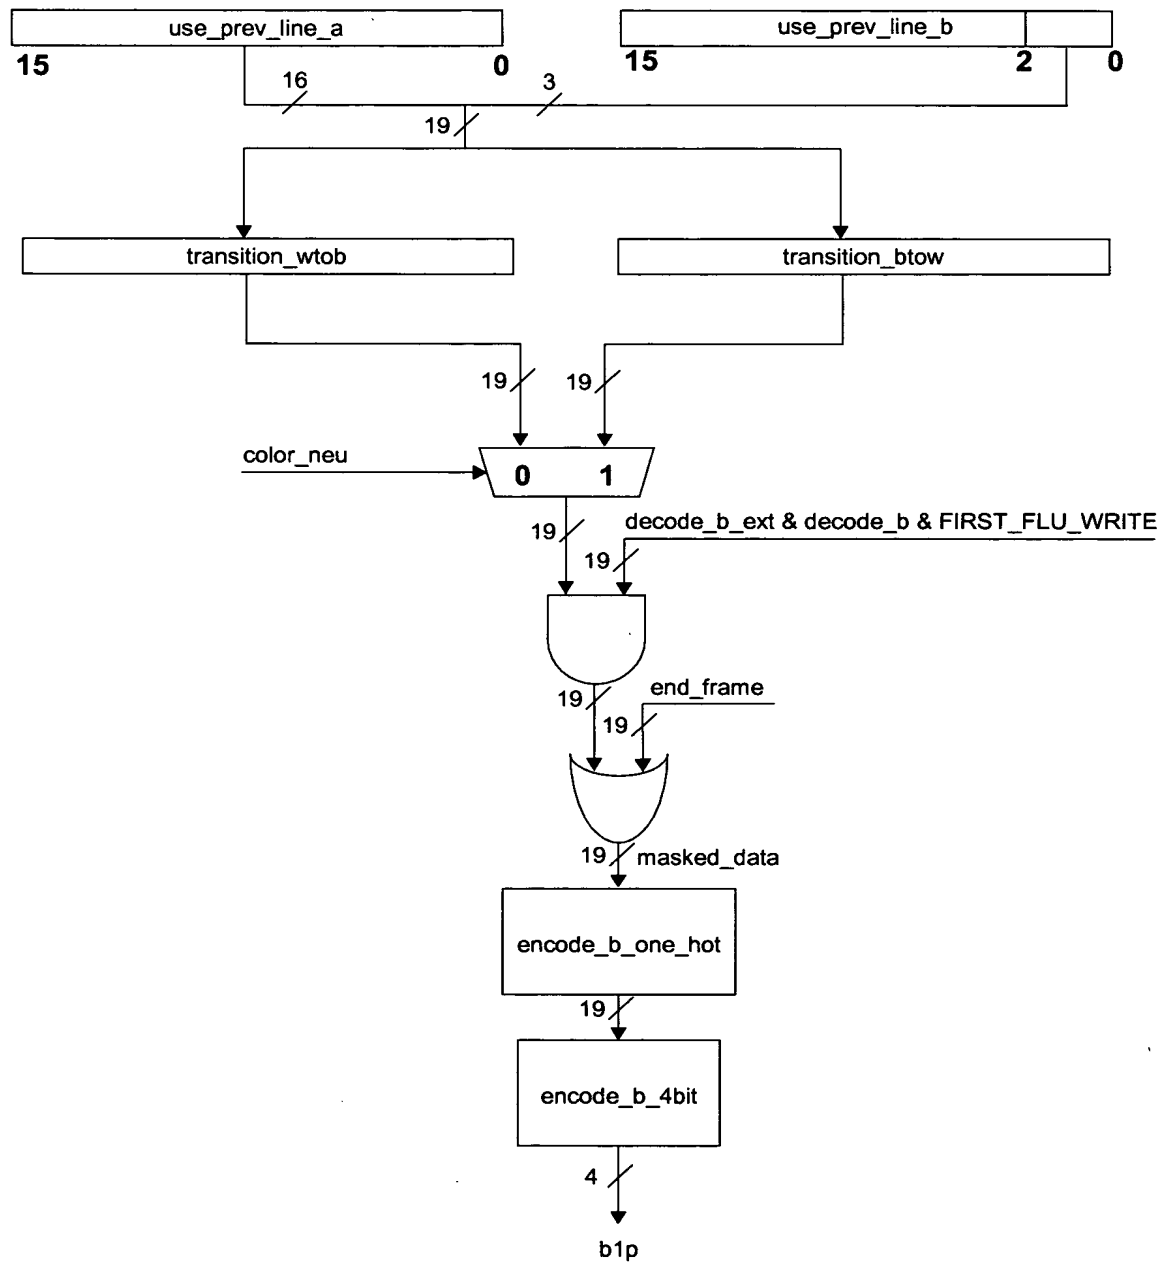 use_prev_line_a
use_prev_line_b
15 0
15 2 0
16
3
19
transition_wtob
transition_btow
19 19
color_neu
0 1
19
decode_b_ext & decode_b & FIRST_FLU_WRITE
19
19
end_frame
19
19
masked_data
encode_b_one_hot
19
encode_b_4bit
4
b1p